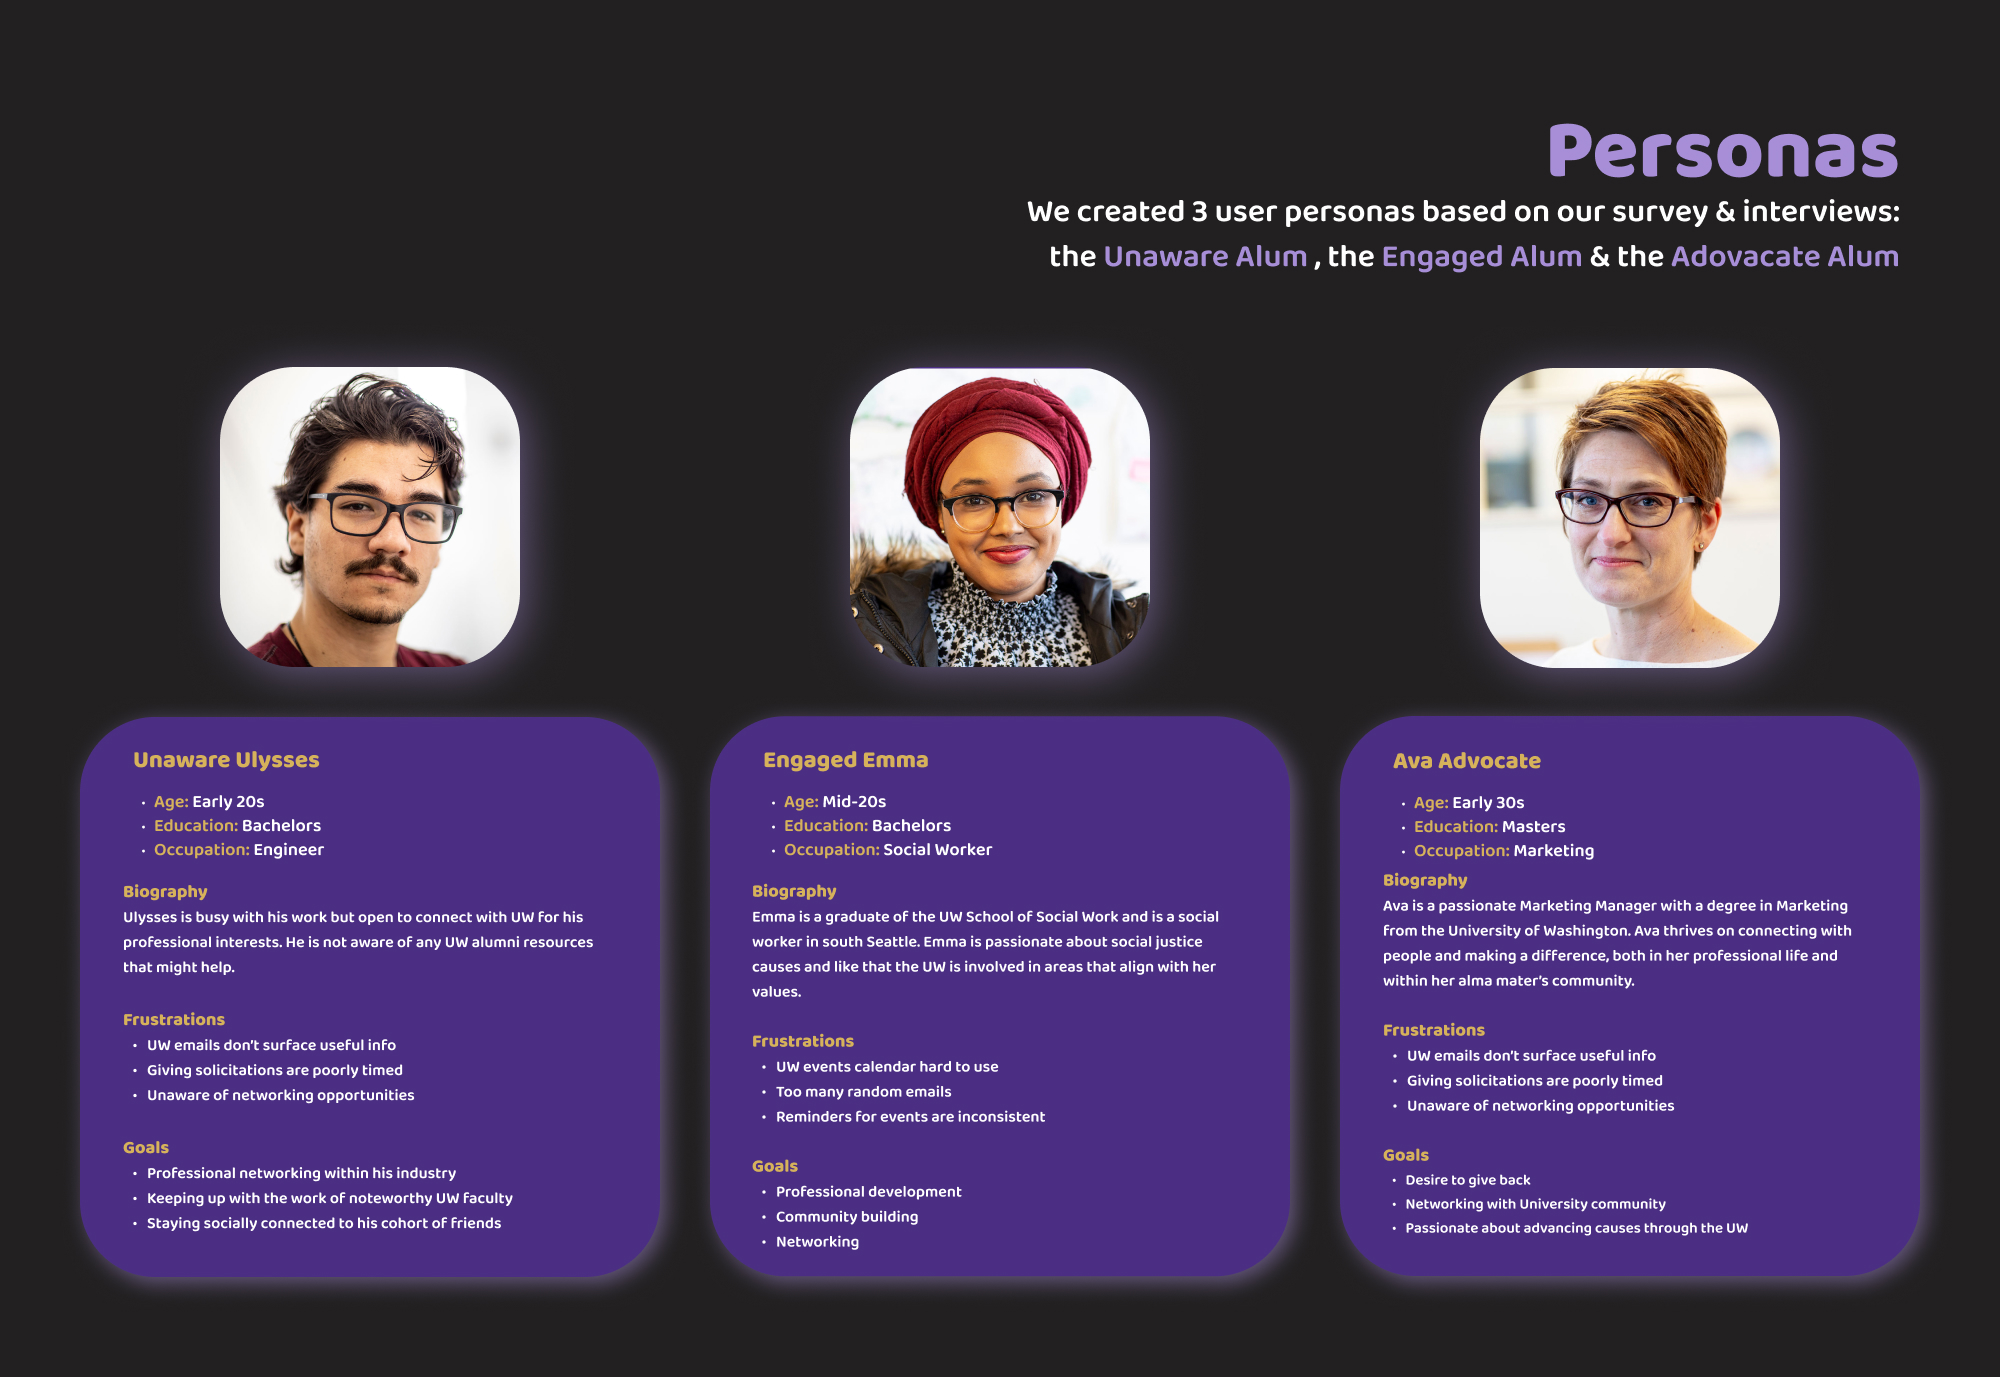 Personas
We created 3 user personas based on our survey & interviews:
the Unaware Alum , the Engaged Alum & the Adovacate Alum
Unaware Ulysses
• Age: Early 20s
• Education: Bachelors
• Occupation: Engineer
Biography
Ulysses is busy with his work but open to connect with UW for his
professional interests. He is not aware of any UW alumni resources
that might help.
Frustrations
• UW emails don't surface useful info
• Giving solicitations are poorly timed
• Unaware of networking opportunities
Goals
• Professional networking within his industry
• Keeping up with the work of noteworthy UW faculty
• Staying socially connected to his cohort of friends
Engaged Emma
• Age: Mid-20s
• Education: Bachelors
• Occupation: Social Worker
Biography
Emma is a graduate of the UW School of Social Work and is a social
worker in south Seattle. Emma is passionate about social justice
causes and like that the UW is involved in areas that align with her
values.
Frustrations
• UW events calendar hard to use
• Too many random emails
• Reminders for events are inconsistent
Goals
• Professional development
• Community building
• Networking
Ava Advocate
• Age: Early 30s
• Education: Masters
• Occupation: Marketing
Biography
Ava is a passionate Marketing Manager with a degree in Marketing
from the University of Washington. Ava thrives on connecting with
people and making a difference, both in her professional life and
within her alma mater's community.
Frustrations
• UW emails don't surface useful info
• Giving solicitations are poorly timed
• Unaware of networking opportunities
Goals
• Desire to give back
• Networking with University community
• Passionate about advancing causes through the UW